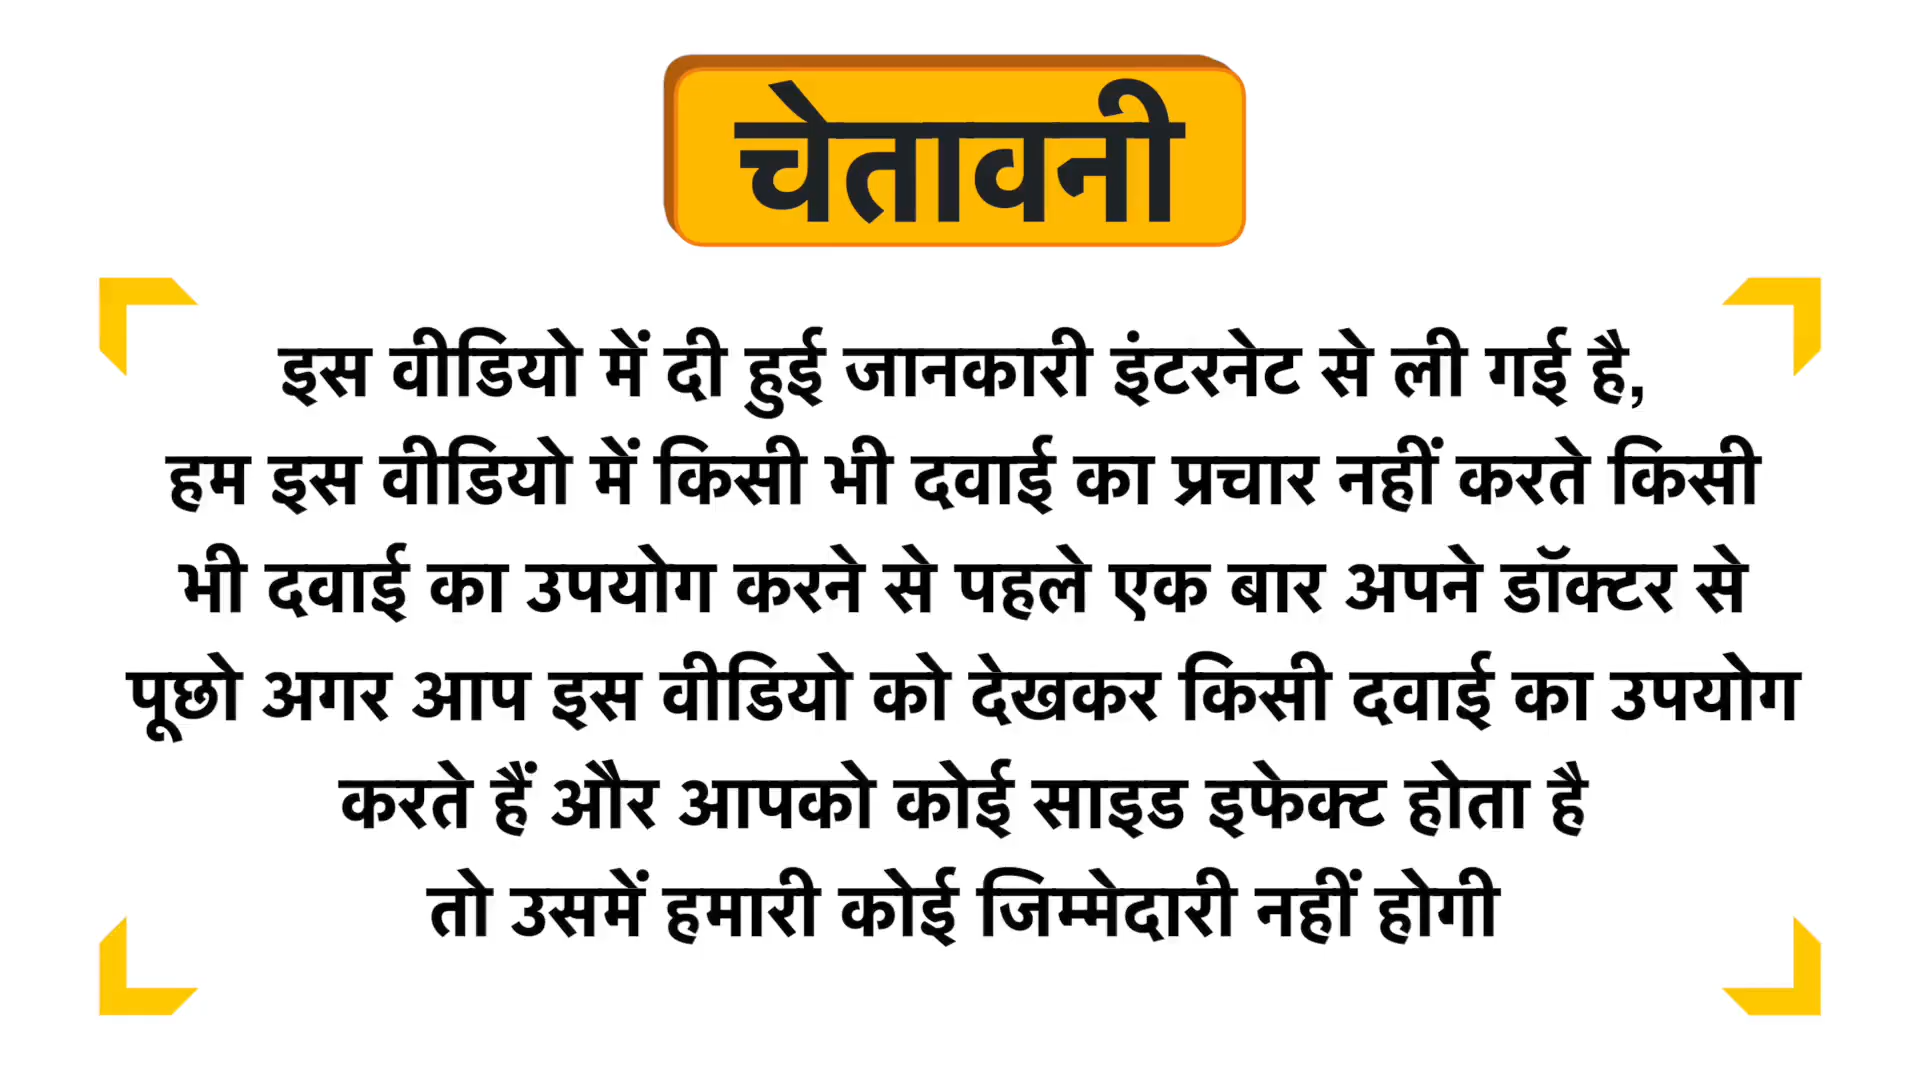 चेतावनी
इस वीडियो में दी हुई जानकारी इंटरनेट से ली गई है,
हम इस वीडियो में किसी भी दवाई का प्रचार नहीं करते किसी
भी दवाई का उपयोग करने से पहले एक बार अपने डॉक्टर से
पूछो अगर आप इस वीडियो को देखकर किसी दवाई का उपयोग
करते हैं और आपको कोई साइड इफेक्ट होता है
तो उसमें हमारी कोई जिम्मेदारी नहीं होगी